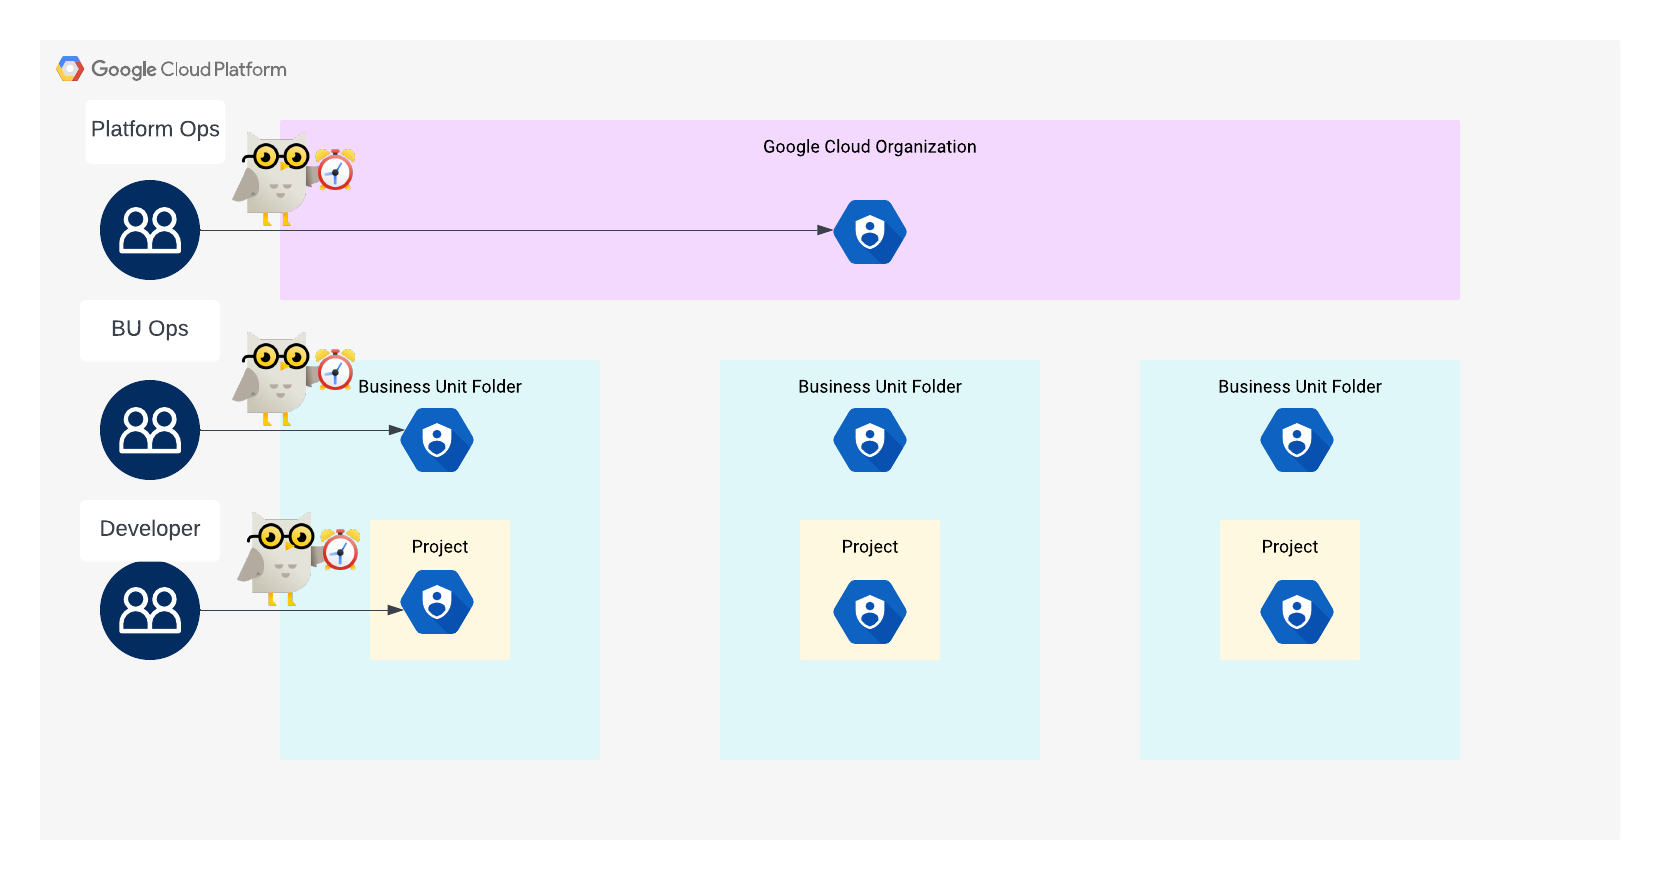 Google Cloud Platform
Platform Ops
Google Cloud Organization
BU Ops
Business Unit Folder
Business Unit Folder
Business Unit Folder
Developer
Project
Project
Project